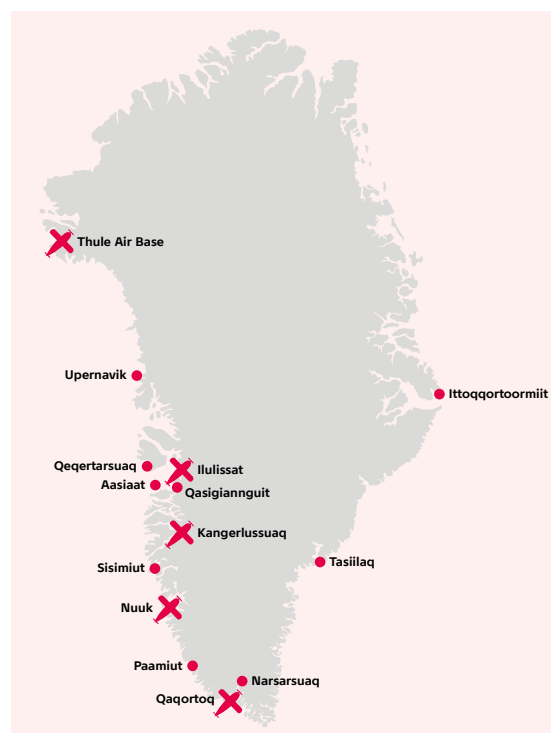 Thule Air Base
Upernavik
Ittoqqortoormiit
Qeqertarsuaq
Ilulissat
Aasiaat
Qasigiannguit
Kangerlussuaq
Tasiilaq
Sisimiut
Nuuk
Paamiut
Narsarsuaq
Qaqortoq